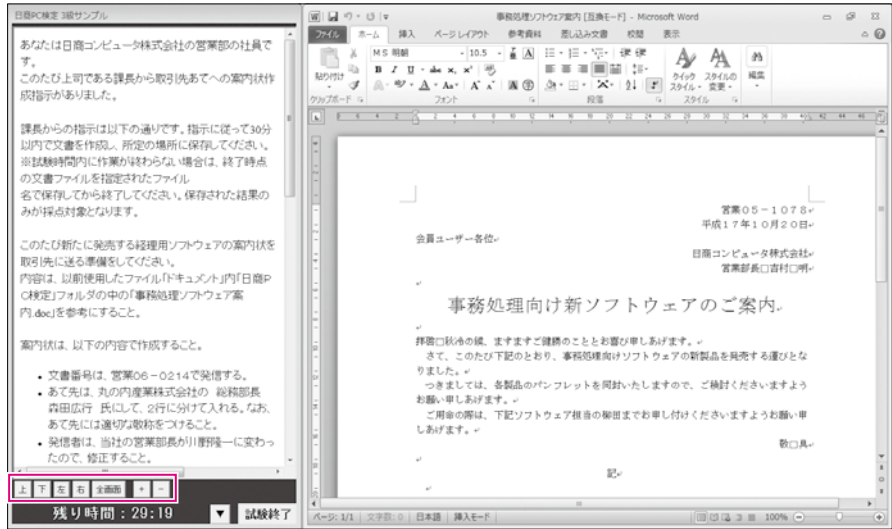 日商PC検定 3級サンプル
あなたは日商コンピュータ株式会社の営業部の社員で
す。
このたび上司である課長から取引先あてへの案内状作
成指示がありました。
課長からの指示は以下の通りです。指示に従って30分
以内で文書を作成し、所定の場所に保存してください。
※試験時間内に作業が終わらない場合は、終了時点
の文書ファイルを指定されたファイル
名で保存してから終了してください。保存された結果の
みが採点対象となります。
このたび新たに発売する経理用ソフトウェアの案内状を
取引先に送る準備をしてください。
内容は、以前使用したファイル「ドキュメント」内「日商P
C検定」フォルダの中の「事務処理ソフトウェア案
内.doc」を参考にすること。
案内状は、以下の内容で作成すること。
• 文書番号は、営業06－0214で発信する。
• あて先は、丸の内産業株式会社の 総務部長
森田広行 氏にして、2行に分けて入れる。なお、
あて先には適切な敬称をつけること。
• 発信者は、当社の営業部長が川野隆一に変わっ
たので、修正すること。
上 下 左 右 全画面 + -
残り時間：29:19 ▼ 試験終了
事務処理ソフトウェア案内 [互換モード] - Microsoft Word
ファイル ホーム 挿入 ページ レイアウト 参考資料 差し込み文書 校閲 表示
ＭＳ 明朝 10.5
貼り付け
クイック スタイルの 編集
スタイル 変更
クリップボード フォント 段落 スタイル
営業０５－１０７８
平成１７年１０月２０日
会員ユーザー各位
日商コンピュータ株式会社
営業部長□吉村□明
事務処理向け新ソフトウェアのご案内
拝啓□秋冷の候、ますますご健勝のこととお喜び申しあげます。
さて、このたび下記のとおり、事務処理向けソフトウェアの新製品を発売する運びとな
りました。
つきましては、各製品のパンフレットを同封いたしますので、ご検討くださいますよう
お願い申しあげます。
ご用命の際は、下記ソフトウェア担当の柳田までお申し付けくださいますようお願い申
しあげます。
敬□具
記
ページ: 1/1 文字数: 0 日本語 挿入モード 100%